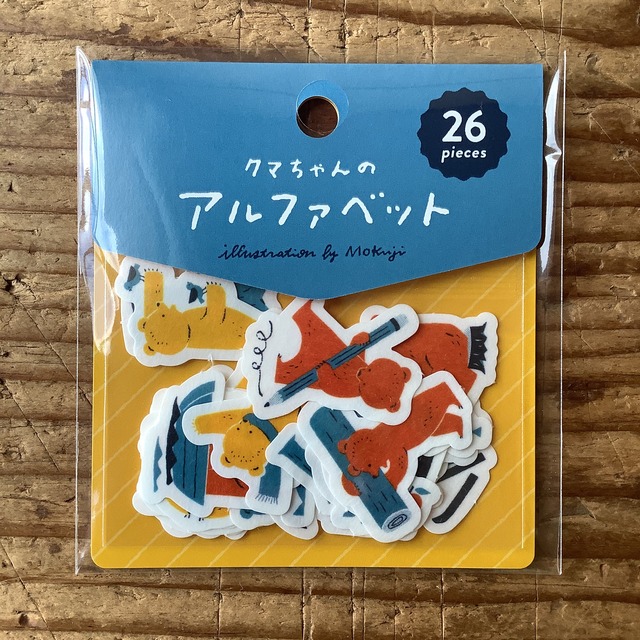 26
pieces
クマちゃんの
アルファベット
illustration by Mokuji